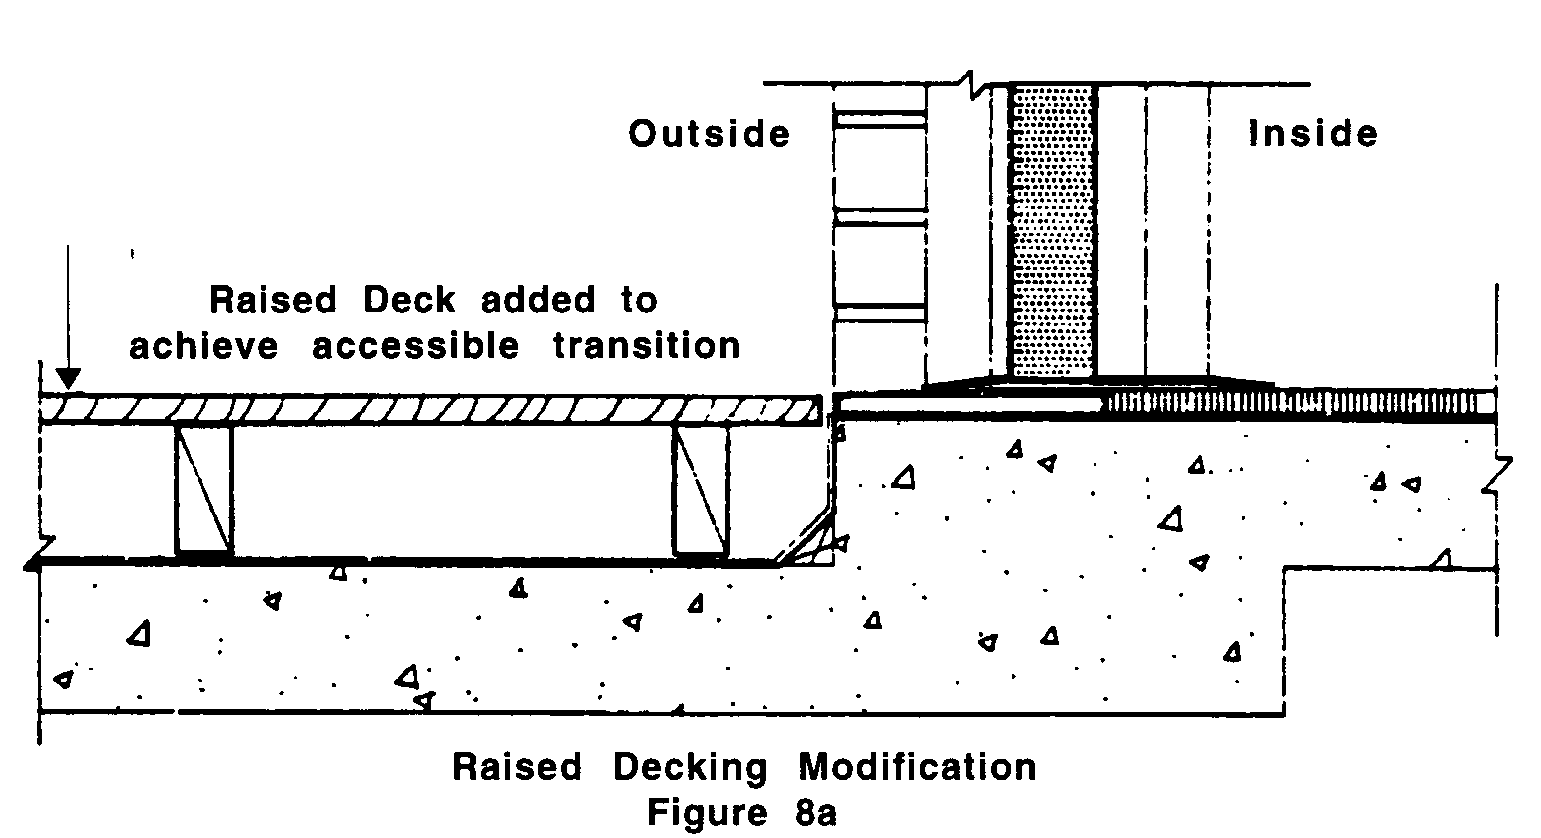 Outside
Inside
Raised Deck added to
achieve accessible transition
Raised Decking Modification
Figure 8a